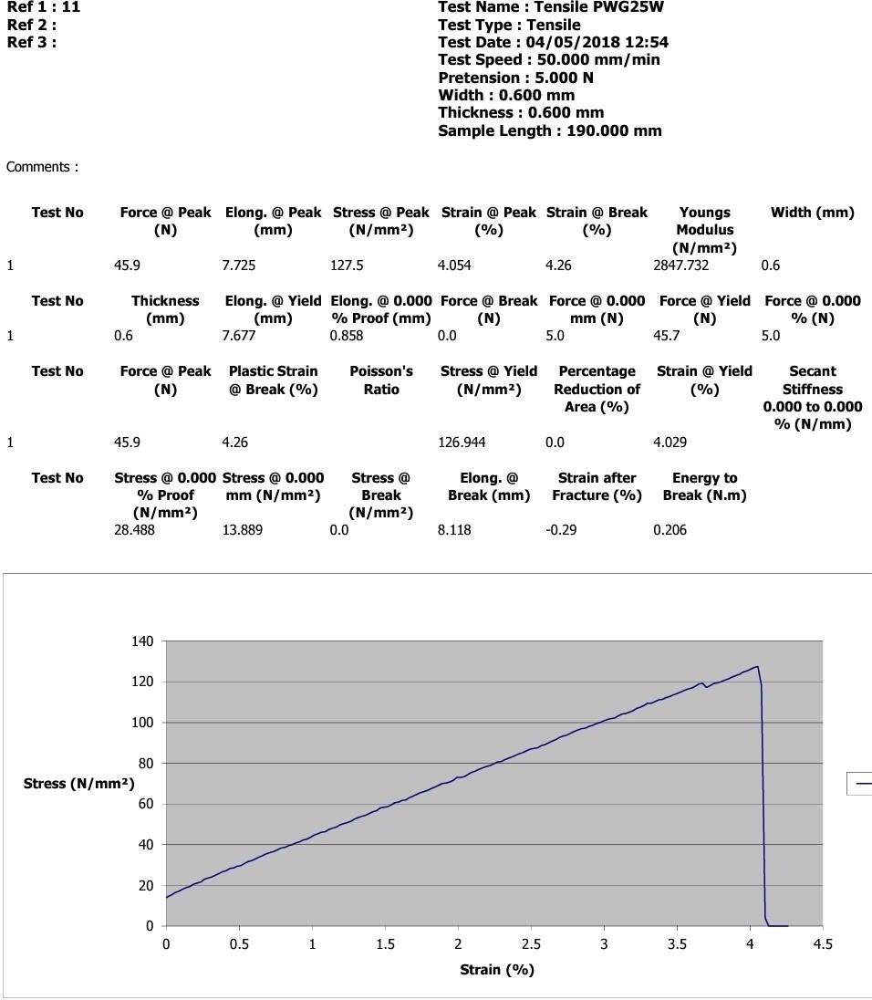 Ref 1 : 11
Ref 2 :
Ref 3 :
Test Name : Tensile PWG25W
Test Type : Tensile
Test Date : 04/05/2018 12:54
Test Speed : 50.000 mm/min
Pretension : 5.000 N
Width : 0.600 mm
Thickness : 0.600 mm
Sample Length : 190.000 mm
Comments :
Test No Force @ Peak Elong. @ Peak Stress @ Peak Strain @ Peak Strain @ Break Youngs Width (mm)
(N) (mm) (N/mm²) (%) (%) Modulus
(N/mm²)
1 45.9 7.725 127.5 4.054 4.26 2847.732 0.6
Test No Thickness Elong. @ Yield Elong. @ 0.000 Force @ Break Force @ 0.000 Force @ Yield Force @ 0.000
(mm) (mm) % Proof (mm) (N) mm (N) (N) % (N)
1 0.6 7.677 0.858 0.0 5.0 45.7 5.0
Test No Force @ Peak Plastic Strain Poisson's Stress @ Yield Percentage Strain @ Yield Secant
(N) @ Break (%) Ratio (N/mm²) Reduction of (%) Stiffness
Area (%) 0.000 to 0.000
% (N/mm)
1 45.9 4.26 126.944 0.0 4.029
Test No Stress @ 0.000 Stress @ 0.000 Stress @ Elong. @ Strain after Energy to
% Proof mm (N/mm²) Break Break (mm) Fracture (%) Break (N.m)
(N/mm²) (N/mm²)
28.488 13.889 0.0 8.118 -0.29 0.206
140
120
100
80
Stress (N/mm²)
60
40
20
0
0 0.5 1 1.5 2 2.5 3 3.5 4 4.5
Strain (%)